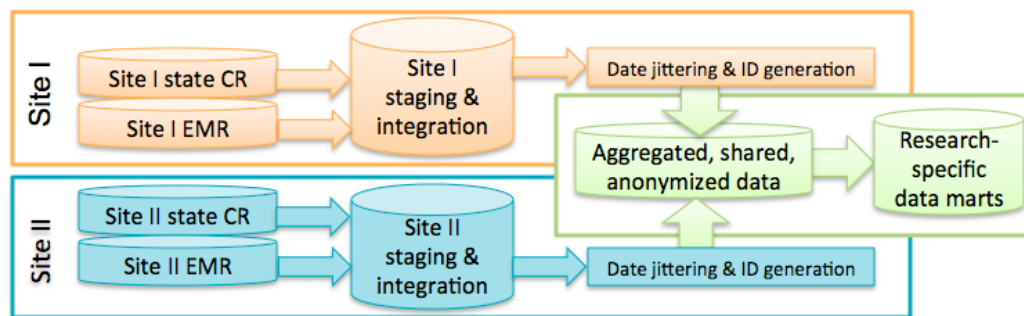 Site I
Site I state CR
Site I EMR
Site I
staging &
integration
Date jittering & ID generation
Aggregated, shared,
anonymized data
Research-
specific
data marts
Site II
Site II state CR
Site II EMR
Site II
staging &
integration
Date jittering & ID generation